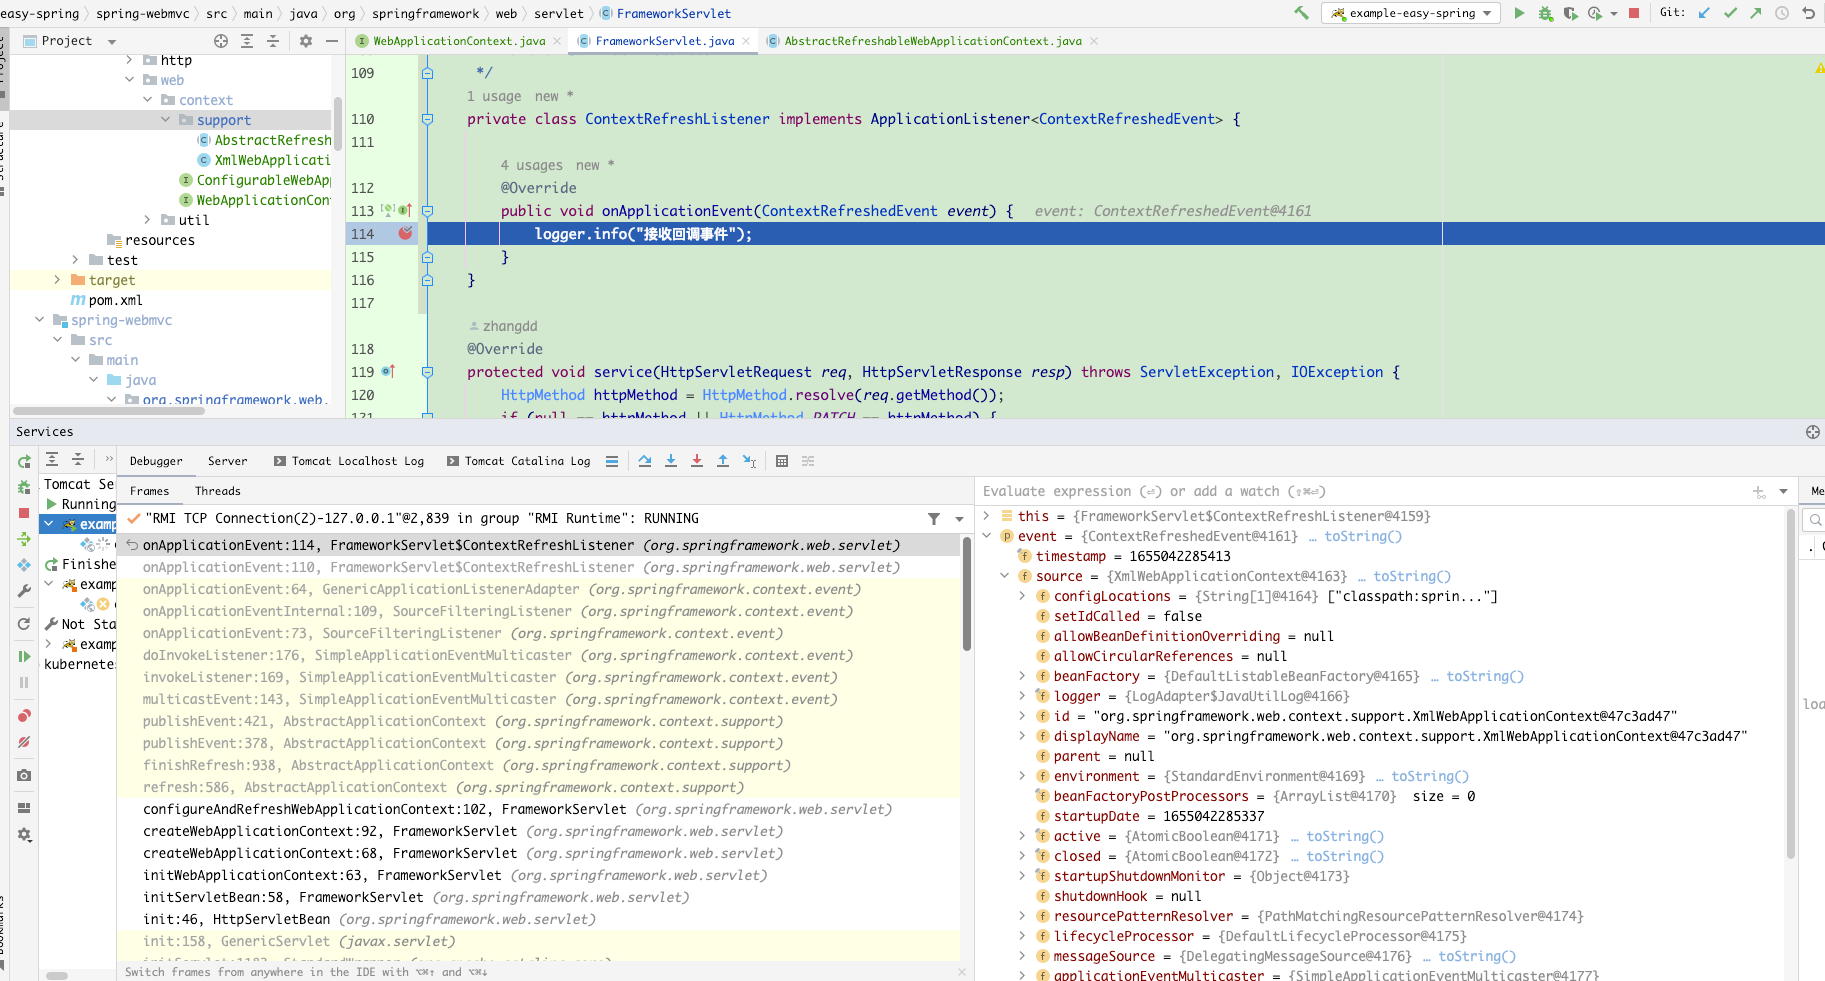 easy-spring › spring-webmvc › src › main › java › org › springframework › web › servlet › FrameworkServlet
example-easy-spring
Git:
Project
WebApplicationContext.java
FrameworkServlet.java
AbstractRefreshableWebApplicationContext.java
http
web
context
support
AbstractRefresh
XmlWebApplicati
ConfigurableWebAp
WebApplicationCon
util
resources
test
target
pom.xml
spring-webmvc
src
main
java
org.springframework.web.
109 */
1 usage new *
110 private class ContextRefreshListener implements ApplicationListener<ContextRefreshedEvent> {
111
4 usages new *
112 @Override
113 public void onApplicationEvent(ContextRefreshedEvent event) { event: ContextRefreshedEvent@4161
114 logger.info("接收回调事件");
115 }
116 }
117
zhangdd
118 @Override
119 protected void service(HttpServletRequest req, HttpServletResponse resp) throws ServletException, IOException {
120 HttpMethod httpMethod = HttpMethod.resolve(req.getMethod());
121 if (null == httpMethod || HttpMethod.PATCH == httpMethod) {
Services
Debugger Server Tomcat Localhost Log Tomcat Catalina Log
Tomcat Se
Running
examp
Finishe
examp
Not Sta
examp
kubernetes
Frames Threads
"RMI TCP Connection(2)-127.0.0.1"@2,839 in group "RMI Runtime": RUNNING
onApplicationEvent:114, FrameworkServlet$ContextRefreshListener (org.springframework.web.servlet)
onApplicationEvent:110, FrameworkServlet$ContextRefreshListener (org.springframework.web.servlet)
onApplicationEvent:64, GenericApplicationListenerAdapter (org.springframework.context.event)
onApplicationEventInternal:109, SourceFilteringListener (org.springframework.context.event)
onApplicationEvent:73, SourceFilteringListener (org.springframework.context.event)
doInvokeListener:176, SimpleApplicationEventMulticaster (org.springframework.context.event)
invokeListener:169, SimpleApplicationEventMulticaster (org.springframework.context.event)
multicastEvent:143, SimpleApplicationEventMulticaster (org.springframework.context.event)
publishEvent:421, AbstractApplicationContext (org.springframework.context.support)
publishEvent:378, AbstractApplicationContext (org.springframework.context.support)
finishRefresh:938, AbstractApplicationContext (org.springframework.context.support)
refresh:586, AbstractApplicationContext (org.springframework.context.support)
configureAndRefreshWebApplicationContext:102, FrameworkServlet (org.springframework.web.servlet)
createWebApplicationContext:92, FrameworkServlet (org.springframework.web.servlet)
createWebApplicationContext:68, FrameworkServlet (org.springframework.web.servlet)
initWebApplicationContext:63, FrameworkServlet (org.springframework.web.servlet)
initServletBean:58, FrameworkServlet (org.springframework.web.servlet)
init:46, HttpServletBean (org.springframework.web.servlet)
init:158, GenericServlet (javax.servlet)
Switch frames from anywhere in the IDE with ⌥⌘↑ and ⌥⌘↓
Evaluate expression (⏎) or add a watch (⇧⌘⏎)
this = {FrameworkServlet$ContextRefreshListener@4159}
event = {ContextRefreshedEvent@4161} … toString()
timestamp = 1655042285413
source = {XmlWebApplicationContext@4163} … toString()
configLocations = {String[1]@4164} ["classpath:sprin..."]
setIdCalled = false
allowBeanDefinitionOverriding = null
allowCircularReferences = null
beanFactory = {DefaultListableBeanFactory@4165} … toString()
logger = {LogAdapter$JavaUtilLog@4166}
id = "org.springframework.web.context.support.XmlWebApplicationContext@47c3ad47"
displayName = "org.springframework.web.context.support.XmlWebApplicationContext@47c3ad47"
parent = null
environment = {StandardEnvironment@4169} … toString()
beanFactoryPostProcessors = {ArrayList@4170} size = 0
startupDate = 1655042285337
active = {AtomicBoolean@4171} … toString()
closed = {AtomicBoolean@4172} … toString()
startupShutdownMonitor = {Object@4173}
shutdownHook = null
resourcePatternResolver = {PathMatchingResourcePatternResolver@4174}
lifecycleProcessor = {DefaultLifecycleProcessor@4175}
messageSource = {DelegatingMessageSource@4176} … toString()
applicationEventMulticaster = {SimpleApplicationEventMulticaster@4177}
Me
loa